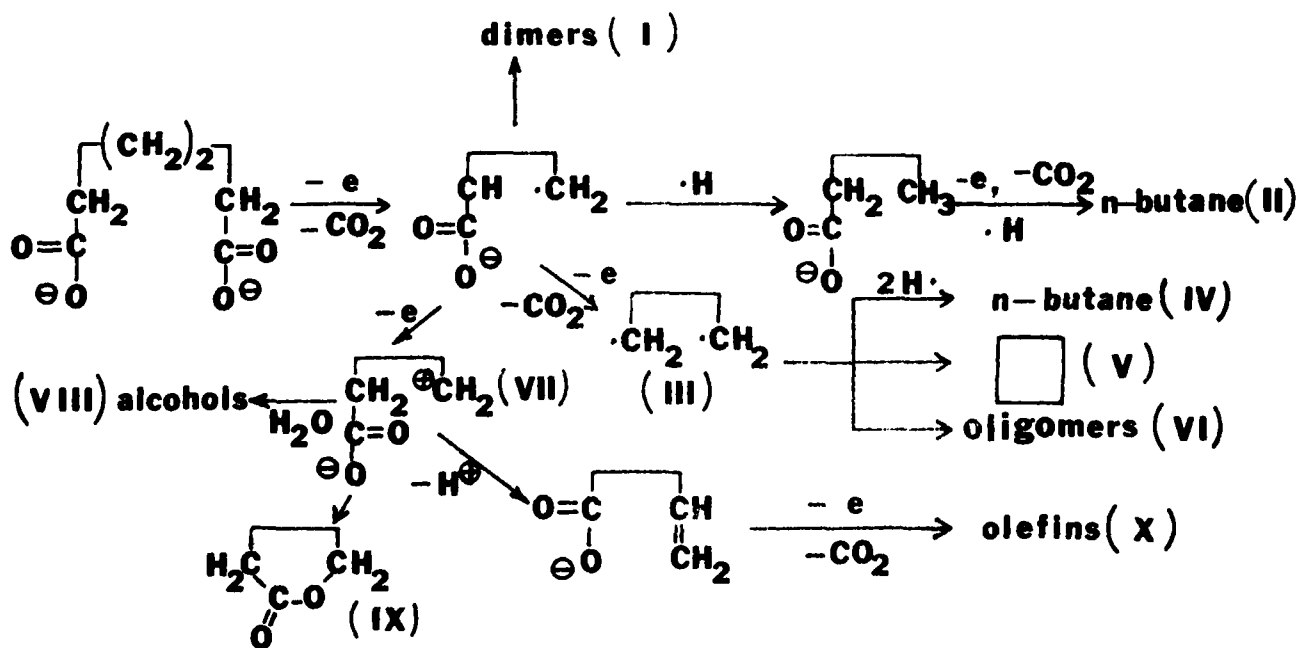 dimers ( I )
(CH₂)₂
CH₂ CH₂ - e CH ·CH₂ ·H CH₂ CH₃ -e, -CO₂ n-butane(II)
O=C C=O -CO₂ O=C O=C ·H
⊖O O⊖ O⊖ ⊖O
- e 2H· n-butane(IV)
-e -CO₂
·CH₂ ·CH₂ ( V )
(VIII) alcohols CH₂ ⊕CH₂ (VII) (III)
H₂O C=O oligomers (VI)
⊖O -H⊕
O=C CH - e olefins( X )
⊖O CH₂ -CO₂
H₂C CH₂
C-O (IX)
O